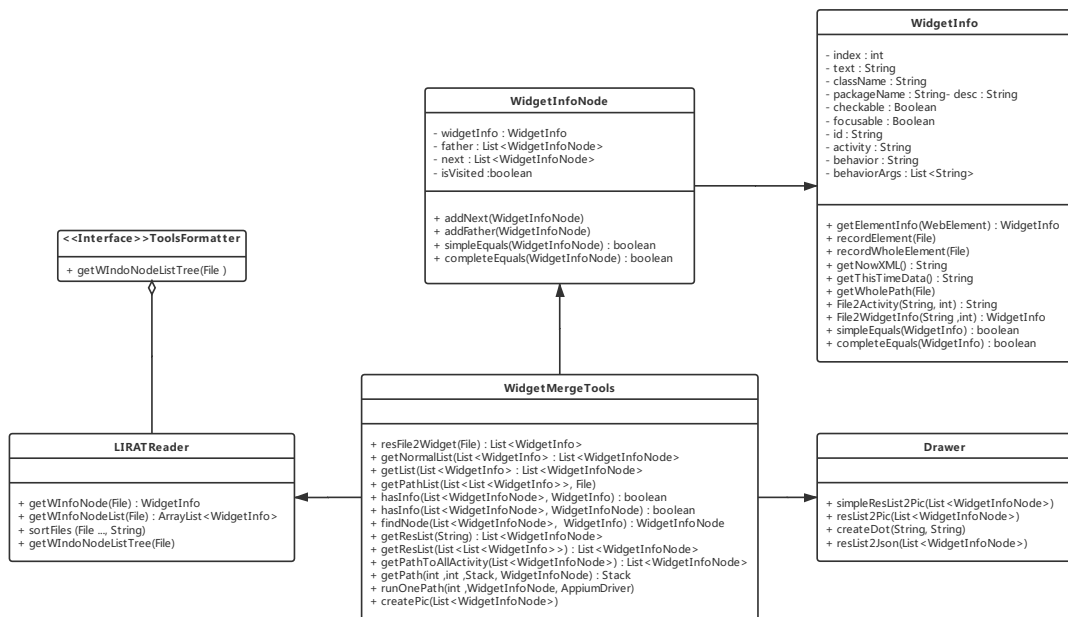 WidgetInfo
- index : int
- text : String
- className : String
- packageName : String- desc : String
- checkable : Boolean
- focusable : Boolean
- id : String
- activity : String
- behavior : String
- behaviorArgs : List<String>
+ getElementInfo(WebElement) : WidgetInfo
+ recordElement(File)
+ recordWholeElement(File)
+ getNowXML() : String
+ getThisTimeData() : String
+ getWholePath(File)
+ File2Activity(String, int) : String
+ File2WidgetInfo(String ,int) : WidgetInfo
+ simpleEquals(WidgetInfo) : boolean
+ completeEquals(WidgetInfo) : boolean
WidgetInfoNode
- widgetInfo : WidgetInfo
- father : List<WidgetInfoNode>
- next : List<WidgetInfoNode>
- isVisited :boolean
+ addNext(WidgetInfoNode)
+ addFather(WidgetInfoNode)
+ simpleEquals(WidgetInfoNode) : boolean
+ completeEquals(WidgetInfoNode) : boolean
<<Interface>>ToolsFormatter
+ getWIndoNodeListTree(File )
WidgetMergeTools
+ resFile2Widget(File) : List<WidgetInfo>
+ getNormalList(List<WidgetInfo> : List<WidgetInfoNode>
+ getList(List<WidgetInfo> : List<WidgetInfoNode>
+ getPathList(List<List<WidgetInfo>>, File)
+ hasInfo(List<WidgetInfoNode>, WidgetInfo) : boolean
+ hasInfo(List<WidgetInfoNode>, WidgetInfoNode) : boolean
+ findNode(List<WidgetInfoNode>,  WidgetInfo) : WidgetInfoNode
+ getResList(String) : List<WidgetInfoNode>
+ getResList(List<List<WidgetInfo>>) : List<WidgetInfoNode>
+ getPathToAllActivity(List<WidgetInfoNode>) : List<WidgetInfoNode>
+ getPath(int ,int ,Stack, WidgetInfoNode) : Stack
+ runOnePath(int ,WidgetInfoNode, AppiumDriver)
+ createPic(List<WidgetInfoNode>)
LIRATReader
+ getWInfoNode(File) : WidgetInfo
+ getWInfoNodeList(File) : ArrayList<WidgetInfo>
+ sortFiles (File ..., String)
+ getWIndoNodeListTree(File)
Drawer
+ simpleResList2Pic(List<WidgetInfoNode>)
+ resList2Pic(List<WidgetInfoNode>)
+ createDot(String, String)
+ resList2Json(List<WidgetInfoNode>)